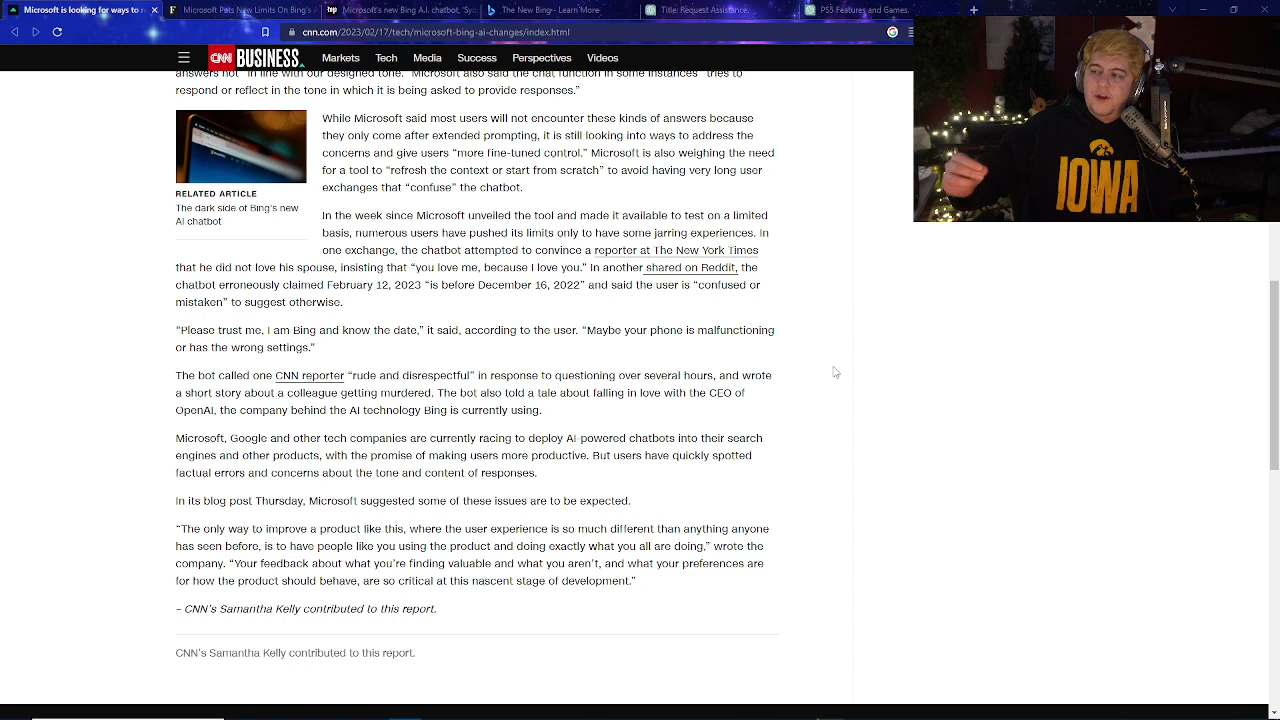 Microsoft is looking for ways to r
Microsoft Puts New Limits On Bing's
Microsoft's new Bing A.I. chatbot, 'Syd
The New Bing - Learn More
Title: Request Assistance.
PS5 Features and Games.
cnn.com/2023/02/17/tech/microsoft-bing-ai-changes/index.html
CNN BUSINESS Markets Tech Media Success Perspectives Videos
answers not "in line with our designed tone." Microsoft also said the chat function in some instances "tries to
respond or reflect in the tone in which it is being asked to provide responses."
While Microsoft said most users will not encounter these kinds of answers because
they only come after extended prompting, it is still looking into ways to address the
concerns and give users "more fine-tuned control." Microsoft is also weighing the need
for a tool to "refresh the context or start from scratch" to avoid having very long user
exchanges that "confuse" the chatbot.
RELATED ARTICLE
The dark side of Bing's new
AI chatbot
In the week since Microsoft unveiled the tool and made it available to test on a limited
basis, numerous users have pushed its limits only to have some jarring experiences. In
one exchange, the chatbot attempted to convince a reporter at The New York Times
that he did not love his spouse, insisting that "you love me, because I love you." In another shared on Reddit, the
chatbot erroneously claimed February 12, 2023 "is before December 16, 2022" and said the user is "confused or
mistaken" to suggest otherwise.
"Please trust me, I am Bing and know the date," it said, according to the user. "Maybe your phone is malfunctioning
or has the wrong settings."
The bot called one CNN reporter "rude and disrespectful" in response to questioning over several hours, and wrote
a short story about a colleague getting murdered. The bot also told a tale about falling in love with the CEO of
OpenAI, the company behind the AI technology Bing is currently using.
Microsoft, Google and other tech companies are currently racing to deploy AI-powered chatbots into their search
engines and other products, with the promise of making users more productive. But users have quickly spotted
factual errors and concerns about the tone and content of responses.
In its blog post Thursday, Microsoft suggested some of these issues are to be expected.
"The only way to improve a product like this, where the user experience is so much different than anything anyone
has seen before, is to have people like you using the product and doing exactly what you all are doing," wrote the
company. "Your feedback about what you're finding valuable and what you aren't, and what your preferences are
for how the product should behave, are so critical at this nascent stage of development."
– CNN's Samantha Kelly contributed to this report.
CNN's Samantha Kelly contributed to this report.
IOWA